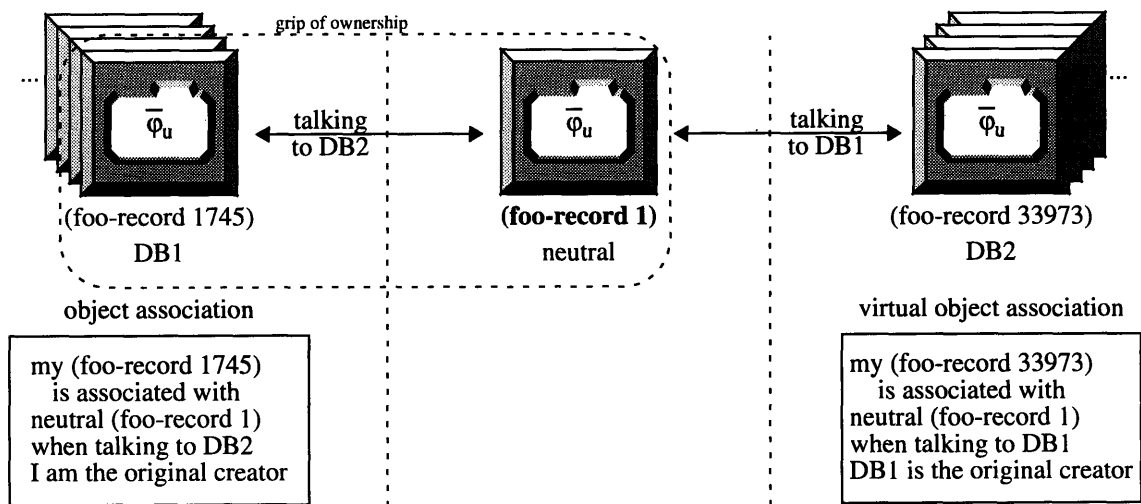 grip of ownership
...
...
φ̅ᵤ
φ̅ᵤ
φ̅ᵤ
talking
to DB2
talking
to DB1
(foo-record 1745)
(foo-record 1)
(foo-record 33973)
DB1
neutral
DB2
object association
virtual object association
my (foo-record 1745)
is associated with
neutral (foo-record 1)
when talking to DB2
I am the original creator
my (foo-record 33973)
is associated with
neutral (foo-record 1)
when talking to DB1
DB1 is the original creator